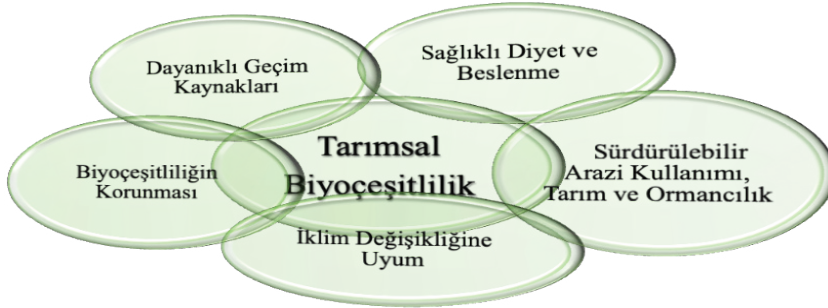 Dayanıklı Geçim
Kaynakları
Sağlıklı Diyet ve
Beslenme
Tarımsal
Biyoçeşitlilik
Biyoçeşitliliğin
Korunması
Sürdürülebilir
Arazi Kullanımı,
Tarım ve Ormancılık
İklim Değişikliğine
Uyum